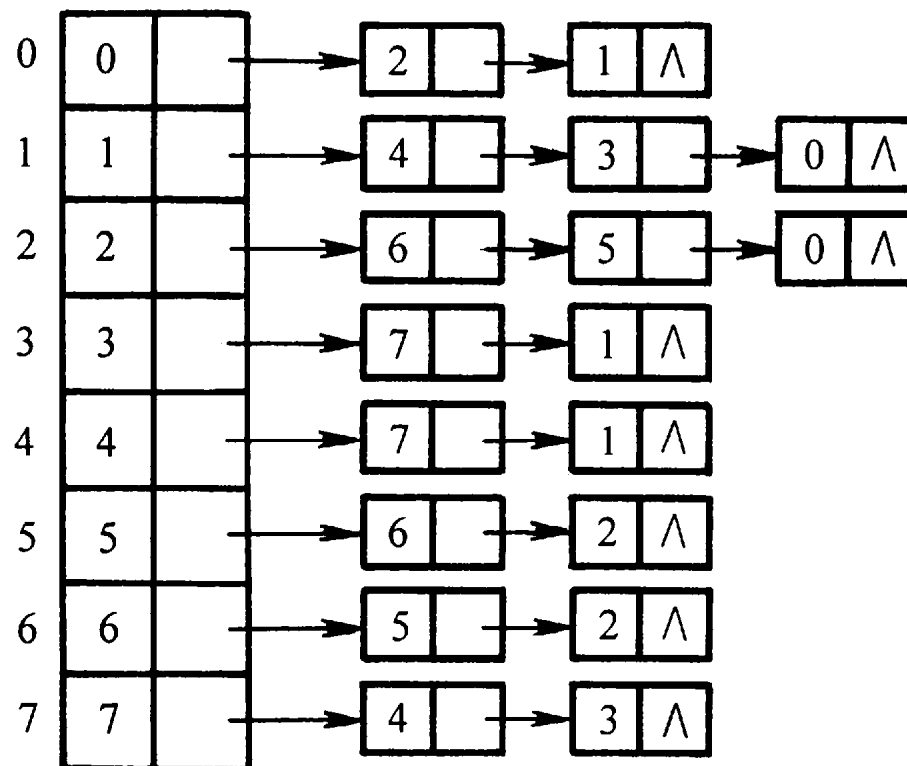 0 0 2 1 ∧
1 1 4 3 0 ∧
2 2 6 5 0 ∧
3 3 7 1 ∧
4 4 7 1 ∧
5 5 6 2 ∧
6 6 5 2 ∧
7 7 4 3 ∧